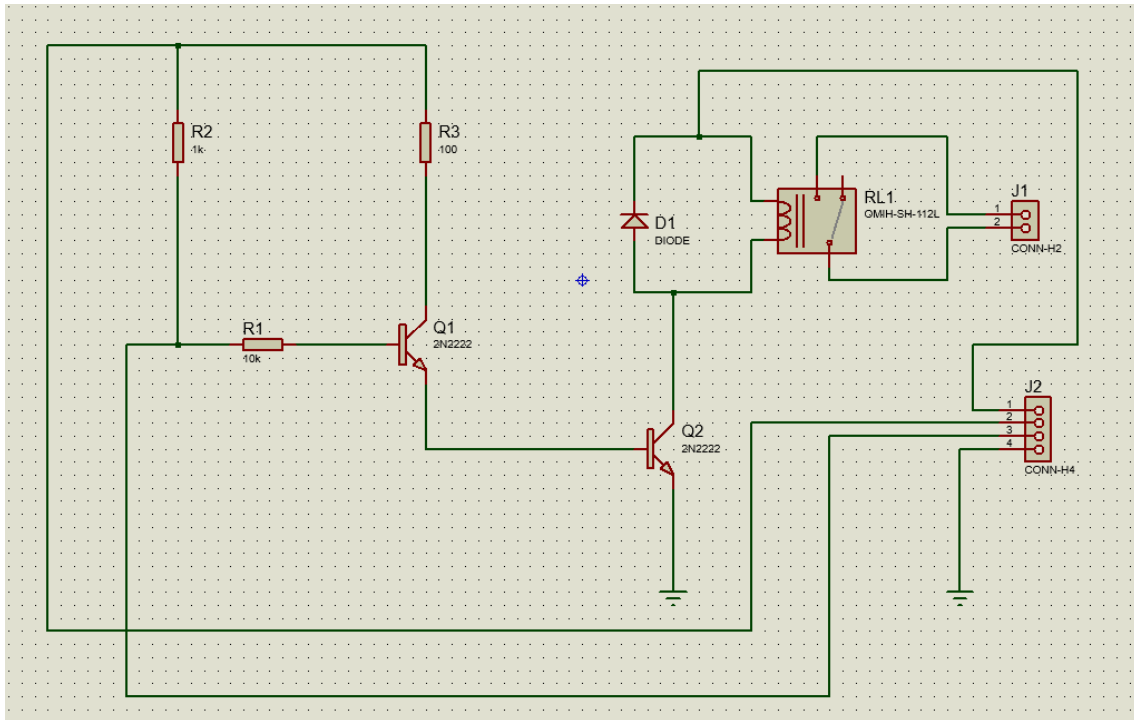 R2
1k
R3
100
R1
10k
Q1
2N2222
D1
DIODE
RL1
OMIH-SH-112L
J1
1
2
CONN-H2
Q2
2N2222
J2
1
2
3
4
CONN-H4